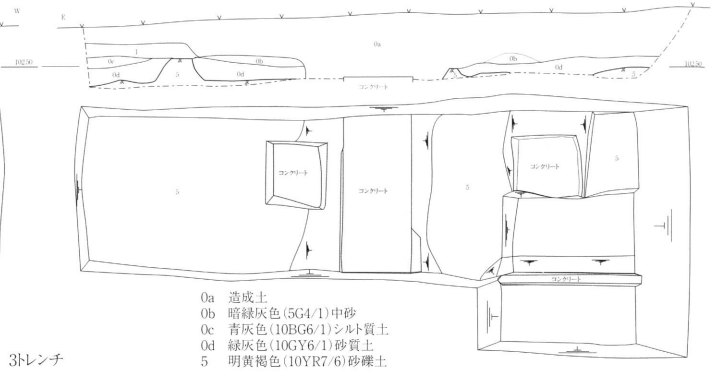 W E
0a
1
0c 0b
0b
102.50
0d 5 0d
0d 5
102.50
コンクリート
コンクリート
コンクリート
コンクリート
5
5
5
コンクリート
0a 造成土
0b 暗緑灰色(5G4/1)中砂
0c 青灰色(10BG6/1)シルト質土
0d 緑灰色(10GY6/1)砂質土
5 明黄褐色(10YR7/6)砂礫土
3トレンチ